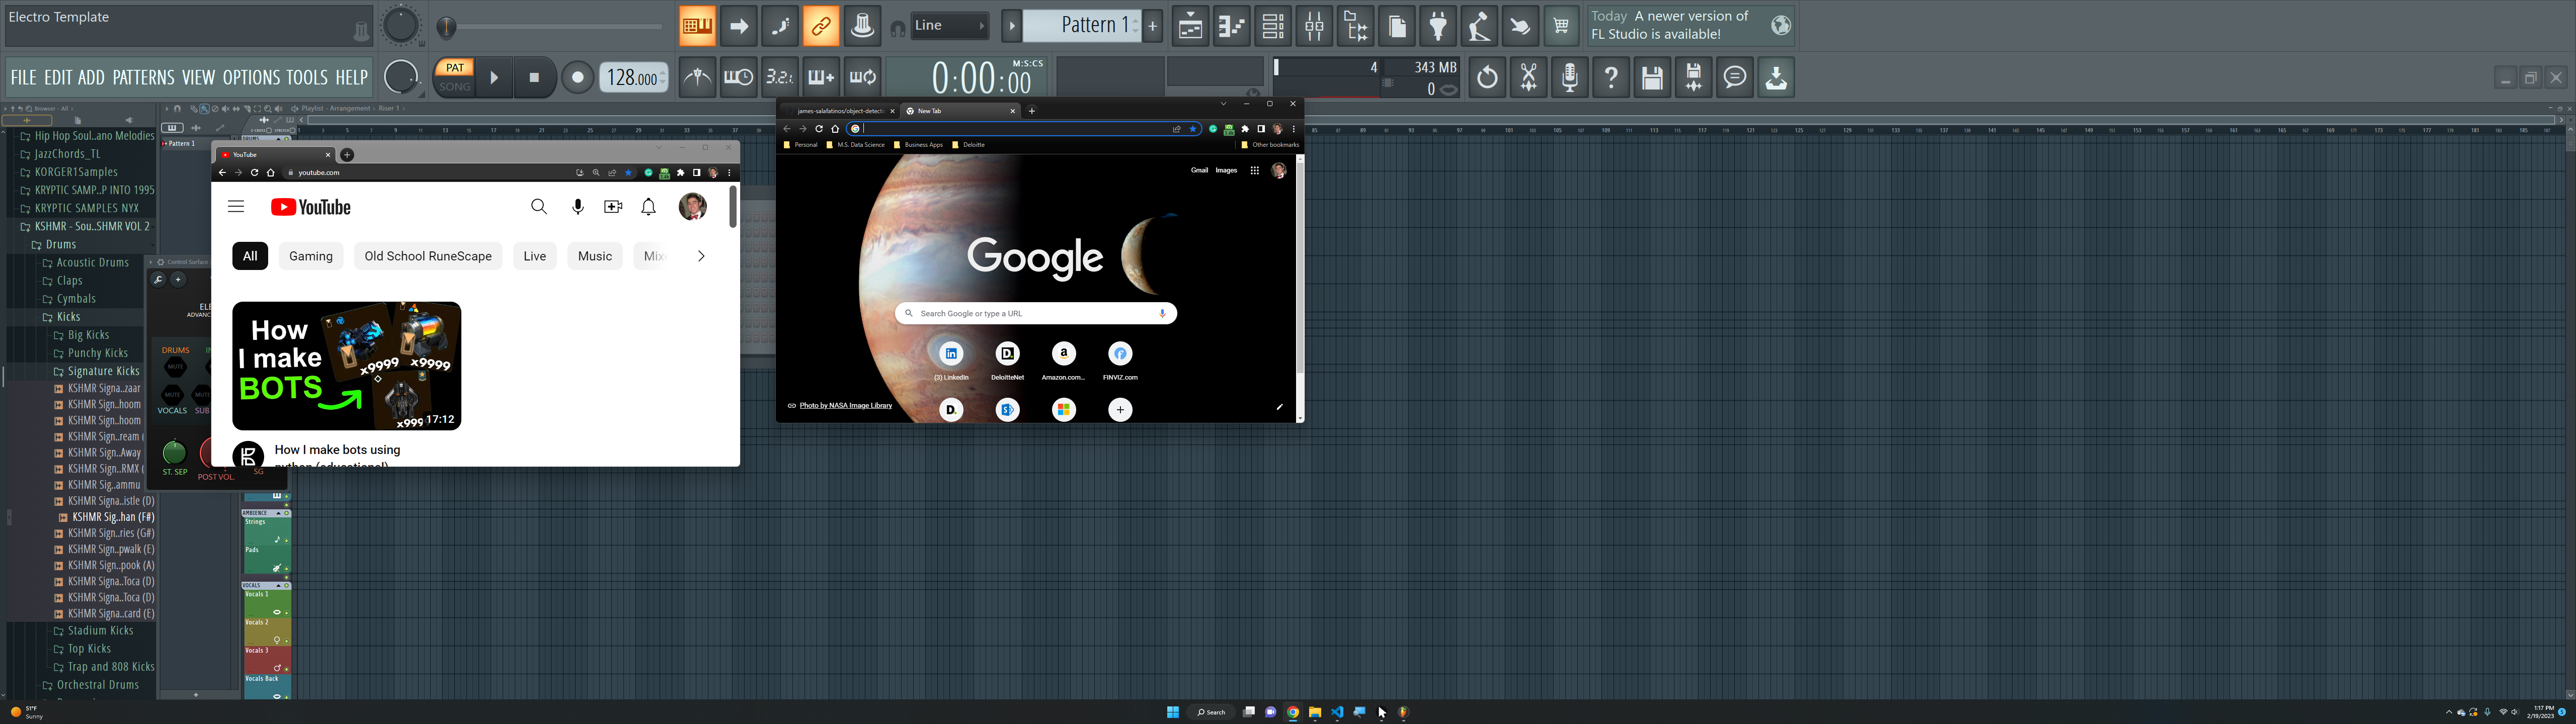 Electro Template
Line
Pattern 1
Today A newer version of
FL Studio is available!
FILE EDIT ADD PATTERNS VIEW OPTIONS TOOLS HELP
PAT
SONG
128.000
3.2.
0:00:00
M:S:CS
4
343 MB
0
Browser - All
Playlist - Arrangement
Riser 1
Pattern 1
Hip Hop Soul..ano Melodies
JazzChords_TL
KORGER1Samples
KRYPTIC SAMP..P INTO 1995
KRYPTIC SAMPLES NYX
KSHMR - Sou..SHMR VOL 2
Drums
Acoustic Drums
Claps
Cymbals
Kicks
Big Kicks
Punchy Kicks
Signature Kicks
KSHMR Signa..zaar
KSHMR Sign..hoom
KSHMR Sign..hoom
KSHMR Sign..ream (
KSHMR Sign..Away
KSHMR Sign..RMX (
KSHMR Sig..ammu
KSHMR Signa..istle (D)
KSHMR Sig..han (F#)
KSHMR Sign..ries (G#)
KSHMR Sign..pwalk (E)
KSHMR Sign..pook (A)
KSHMR Signa..Toca (D)
KSHMR Signa..Toca (D)
KSHMR Signa..card (E)
Stadium Kicks
Top Kicks
Trap and 808 Kicks
Orchestral Drums
Control Surface
DRUMS
MUTE
MUTE
MUTE
VOCALS
SUB
ST. SEP
POST VOL.
SG
YouTube
youtube.com
YouTube
All
Gaming
Old School RuneScape
Live
Music
Mix
How
I make
BOTS
x9999
x9999
x999
17:12
How I make bots using
python (educational)
AMBIENCE
Strings
Pads
VOCALS
Vocals 1
Vocals 2
Vocals 3
Vocals Back
james-salafatinos/object-detecti
New Tab
Personal
M.S. Data Science
Business Apps
Deloitte
Other bookmarks
Gmail
Images
Google
Search Google or type a URL
(3) LinkedIn
DeloitteNet
Amazon.com...
FINVIZ.com
Photo by NASA Image Library
51°F
Sunny
Search
1:17 PM
2/19/2023